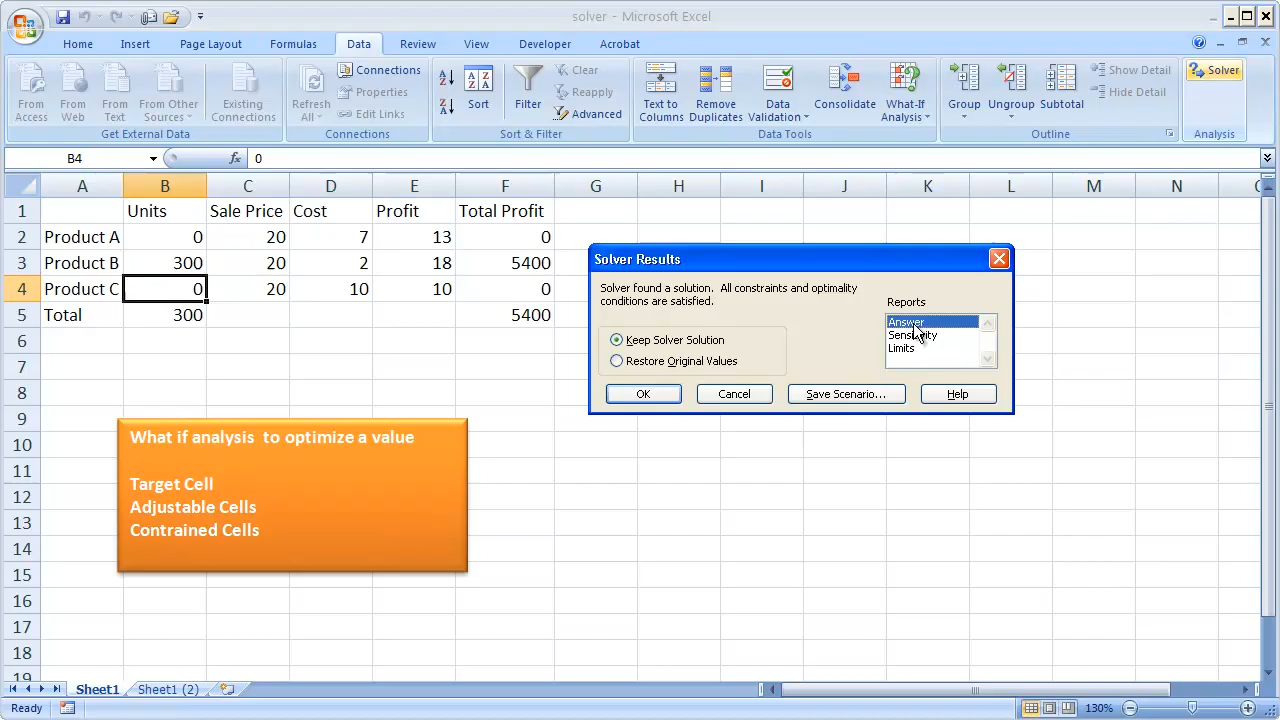 solver - Microsoft Excel
Home Insert Page Layout Formulas Data Review View Developer Acrobat
From Access
From Web
From Text
From Other Sources
Existing Connections
Get External Data
Refresh All
Connections
Properties
Edit Links
Connections
Sort
Filter
Clear
Reapply
Advanced
Sort & Filter
Text to Columns
Remove Duplicates
Data Validation
Consolidate
What-If Analysis
Data Tools
Group
Ungroup
Subtotal
Show Detail
Hide Detail
Outline
Solver
Analysis
B4 fx 0
A B C D E F G H I J K L M N
1 Units Sale Price Cost Profit Total Profit
2 Product A 0 20 7 13 0
3 Product B 300 20 2 18 5400
4 Product C 0 20 10 10 0
5 Total 300 5400
6
7
8
9
10
11
12
13
14
15
16
17
18
19
What if analysis to optimize a value
Target Cell
Adjustable Cells
Contrained Cells
Solver Results
Solver found a solution. All constraints and optimality
conditions are satisfied.
Reports
Answer
Sensitivity
Limits
Keep Solver Solution
Restore Original Values
OK Cancel Save Scenario... Help
Sheet1 Sheet1 (2)
Ready 130%